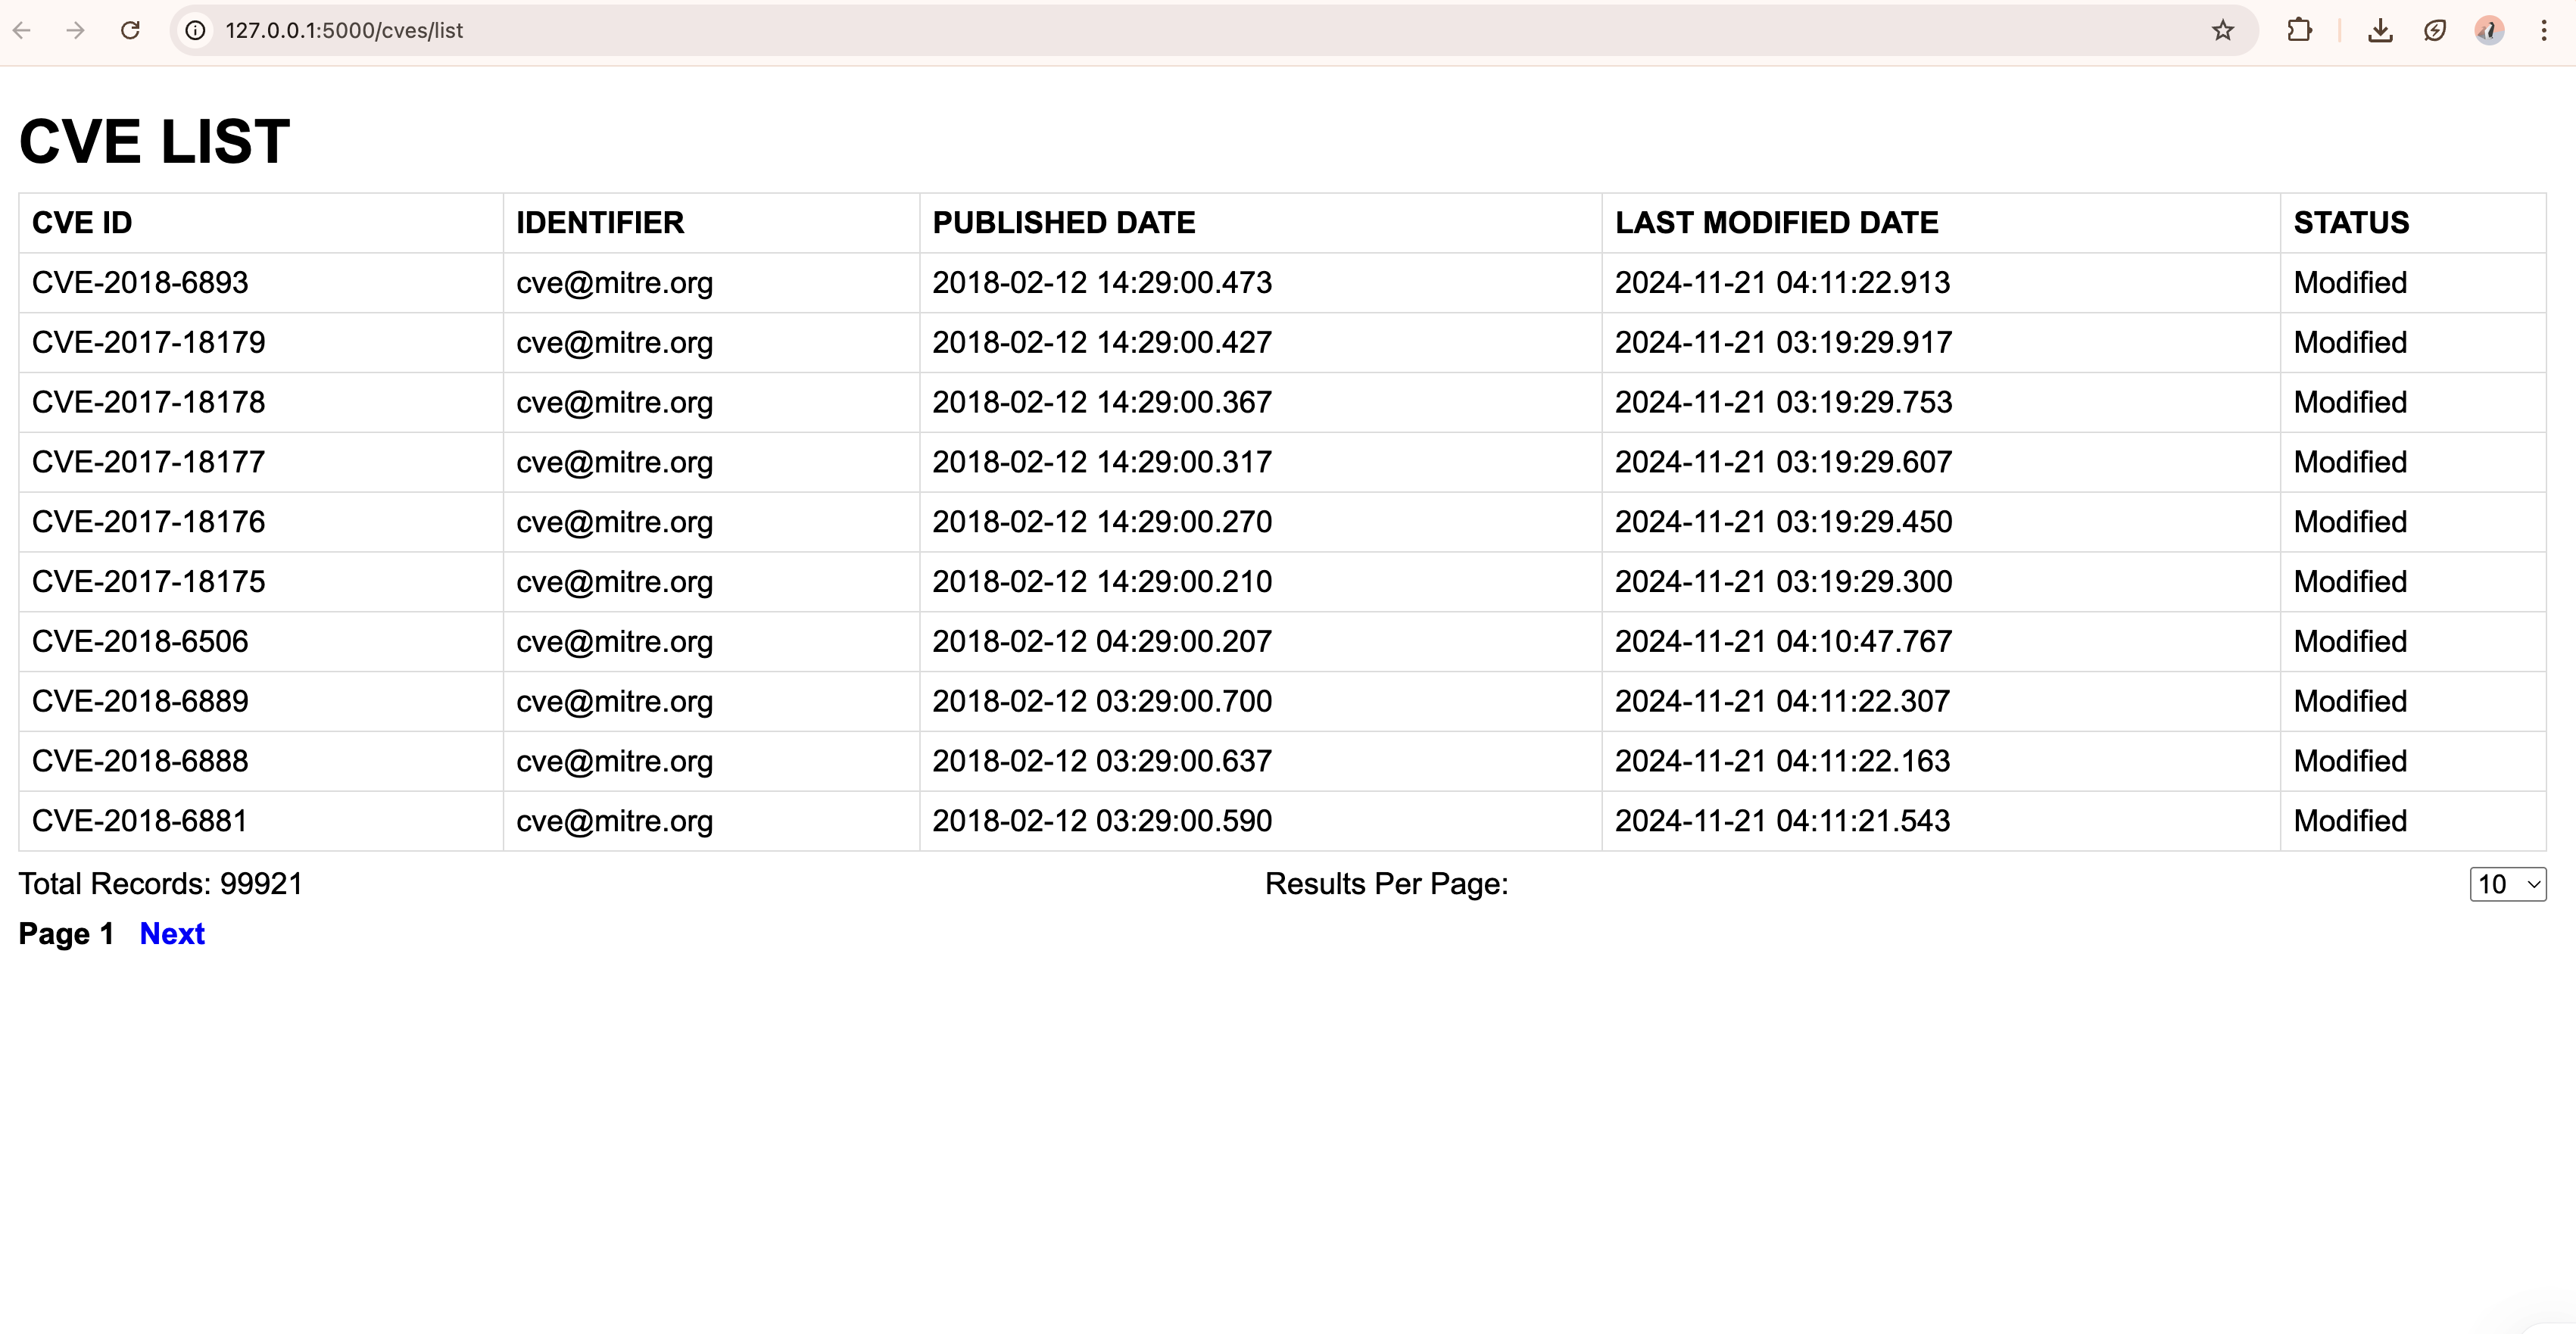 127.0.0.1:5000/cves/list
CVE LIST
CVE ID IDENTIFIER PUBLISHED DATE LAST MODIFIED DATE STATUS
CVE-2018-6893 cve@mitre.org 2018-02-12 14:29:00.473 2024-11-21 04:11:22.913 Modified
CVE-2017-18179 cve@mitre.org 2018-02-12 14:29:00.427 2024-11-21 03:19:29.917 Modified
CVE-2017-18178 cve@mitre.org 2018-02-12 14:29:00.367 2024-11-21 03:19:29.753 Modified
CVE-2017-18177 cve@mitre.org 2018-02-12 14:29:00.317 2024-11-21 03:19:29.607 Modified
CVE-2017-18176 cve@mitre.org 2018-02-12 14:29:00.270 2024-11-21 03:19:29.450 Modified
CVE-2017-18175 cve@mitre.org 2018-02-12 14:29:00.210 2024-11-21 03:19:29.300 Modified
CVE-2018-6506 cve@mitre.org 2018-02-12 04:29:00.207 2024-11-21 04:10:47.767 Modified
CVE-2018-6889 cve@mitre.org 2018-02-12 03:29:00.700 2024-11-21 04:11:22.307 Modified
CVE-2018-6888 cve@mitre.org 2018-02-12 03:29:00.637 2024-11-21 04:11:22.163 Modified
CVE-2018-6881 cve@mitre.org 2018-02-12 03:29:00.590 2024-11-21 04:11:21.543 Modified
Total Records: 99921 Results Per Page: 10
Page 1 Next